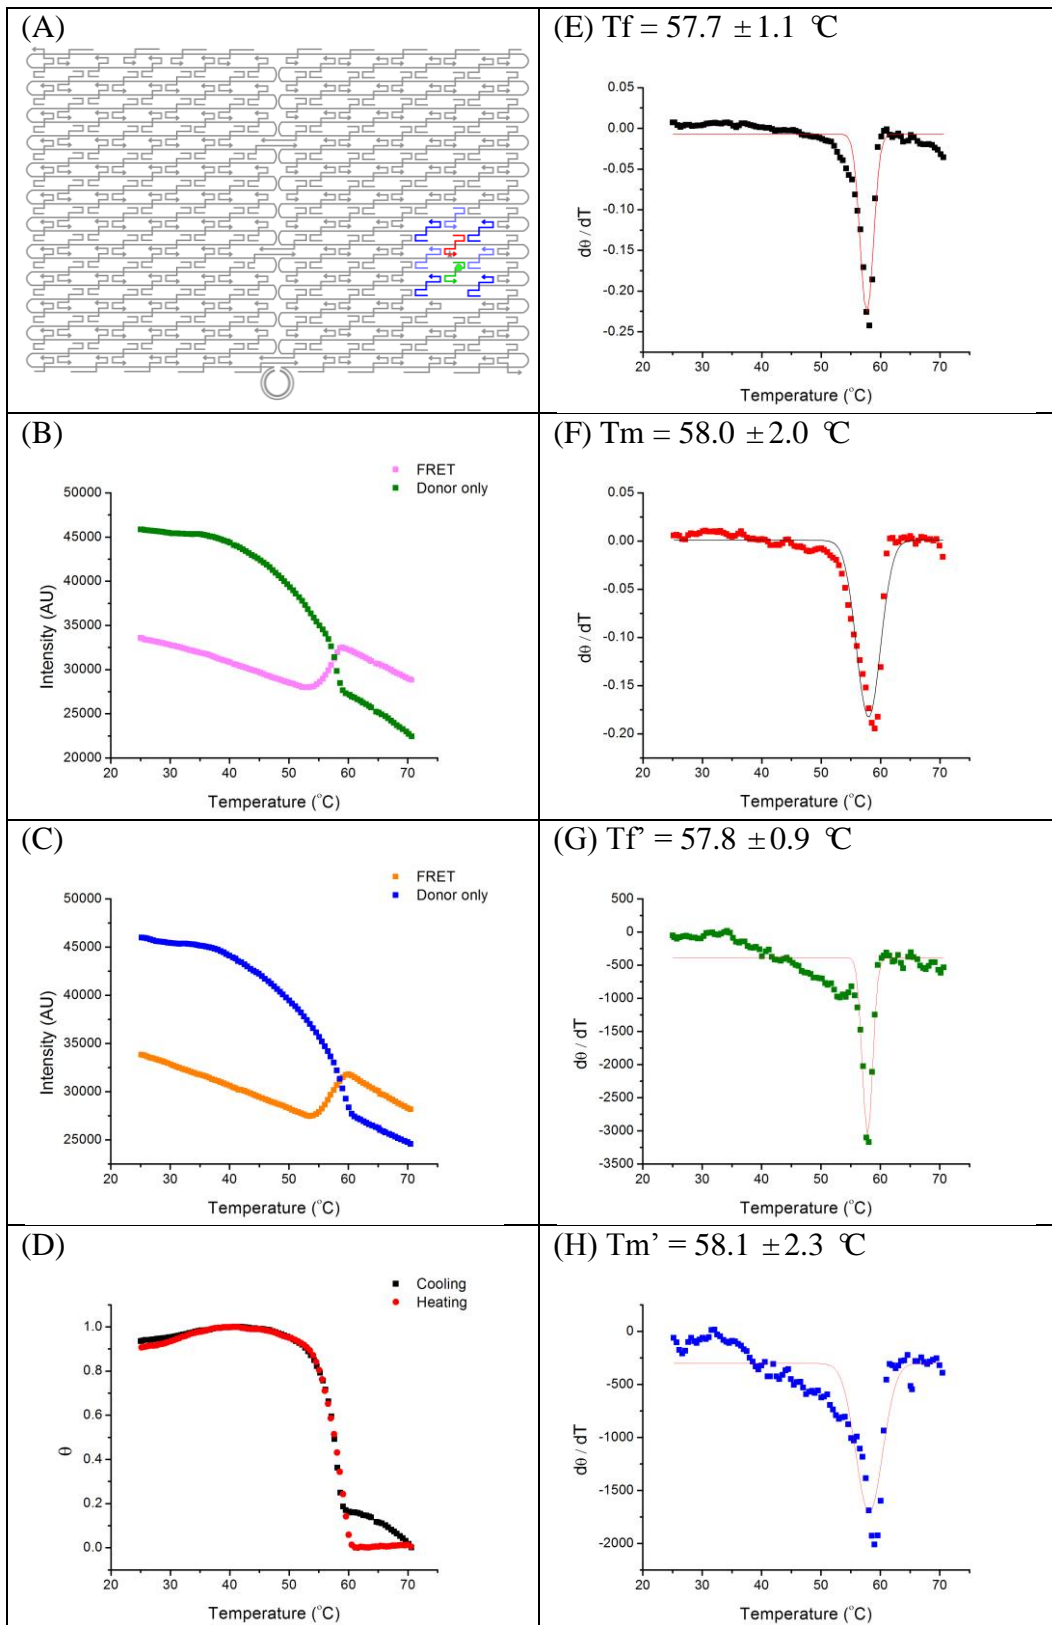 (A)
(E) Tf = 57.7 ± 1.1 ℃
0.05
0.00
-0.05
-0.10
-0.15
-0.20
-0.25
dθ / dT
20 30 40 50 60 70
Temperature (°C)
(B)
FRET
Donor only
50000
45000
40000
35000
30000
25000
20000
Intensity (AU)
20 30 40 50 60 70
Temperature (°C)
(F) Tm = 58.0 ± 2.0 ℃
0.05
0.00
-0.05
-0.10
-0.15
-0.20
dθ / dT
20 30 40 50 60 70
Temperature (°C)
(C)
FRET
Donor only
50000
45000
40000
35000
30000
25000
Intensity (AU)
20 30 40 50 60 70
Temperature (°C)
(G) Tf’ = 57.8 ± 0.9 ℃
500
0
-500
-1000
-1500
-2000
-2500
-3000
-3500
dθ / dT
20 30 40 50 60 70
Temperature (°C)
(D)
Cooling
Heating
1.0
0.8
0.6
0.4
0.2
0.0
θ
20 30 40 50 60 70
Temperature (°C)
(H) Tm’ = 58.1 ± 2.3 ℃
0
-500
-1000
-1500
-2000
dθ / dT
20 30 40 50 60 70
Temperature (°C)